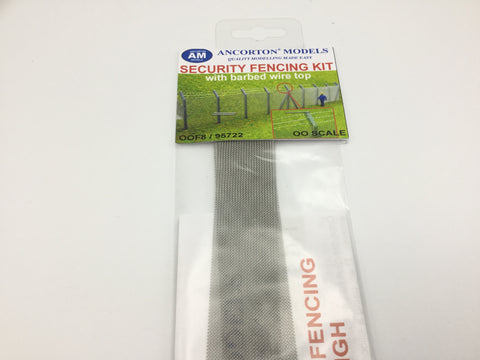 AM
ANCORTON® MODELS
QUALITY MODELLING MADE EASY
SECURITY FENCING KIT
with barbed wire top
OOF8 / 95722
OO SCALE
FENCING
IGH